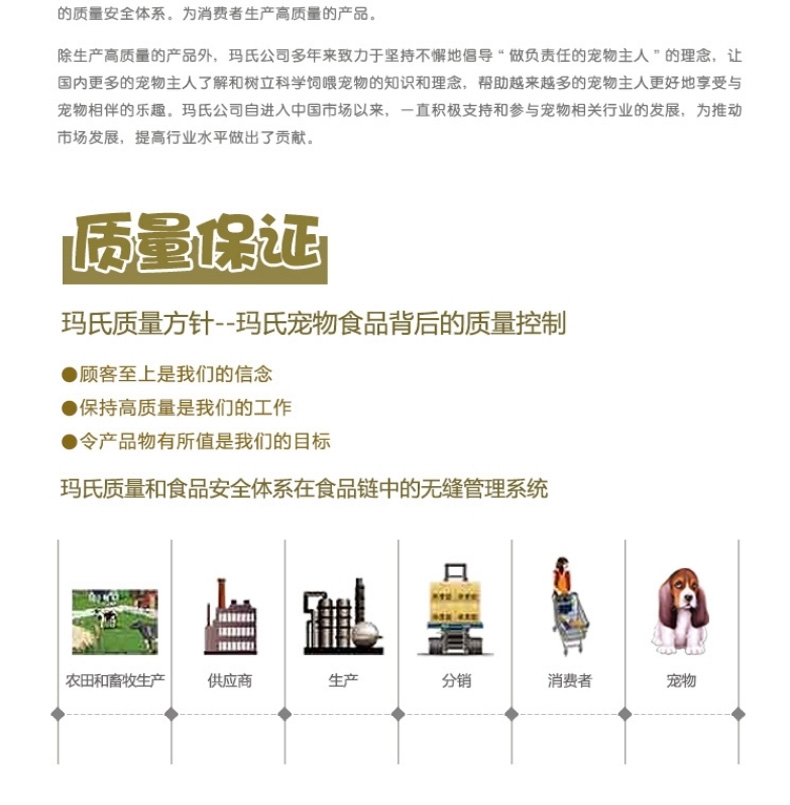 的质量安全体系。为消费者生产高质量的产品。
除生产高质量的产品外，玛氏公司多年来致力于坚持不懈地倡导“做负责任的宠物主人”的理念，让
国内更多的宠物主人了解和树立科学饲喂宠物的知识和理念，帮助越来越多的宠物主人更好地享受与
宠物相伴的乐趣。玛氏公司自进入中国市场以来，一直积极支持和参与宠物相关行业的发展，为推动
市场发展，提高行业水平做出了贡献。
质量保证
玛氏质量方针--玛氏宠物食品背后的质量控制
●顾客至上是我们的信念
●保持高质量是我们的工作
●令产品物有所值是我们的目标
玛氏质量和食品安全体系在食品链中的无缝管理系统
农田和畜牧生产 供应商 生产 分销 消费者 宠物